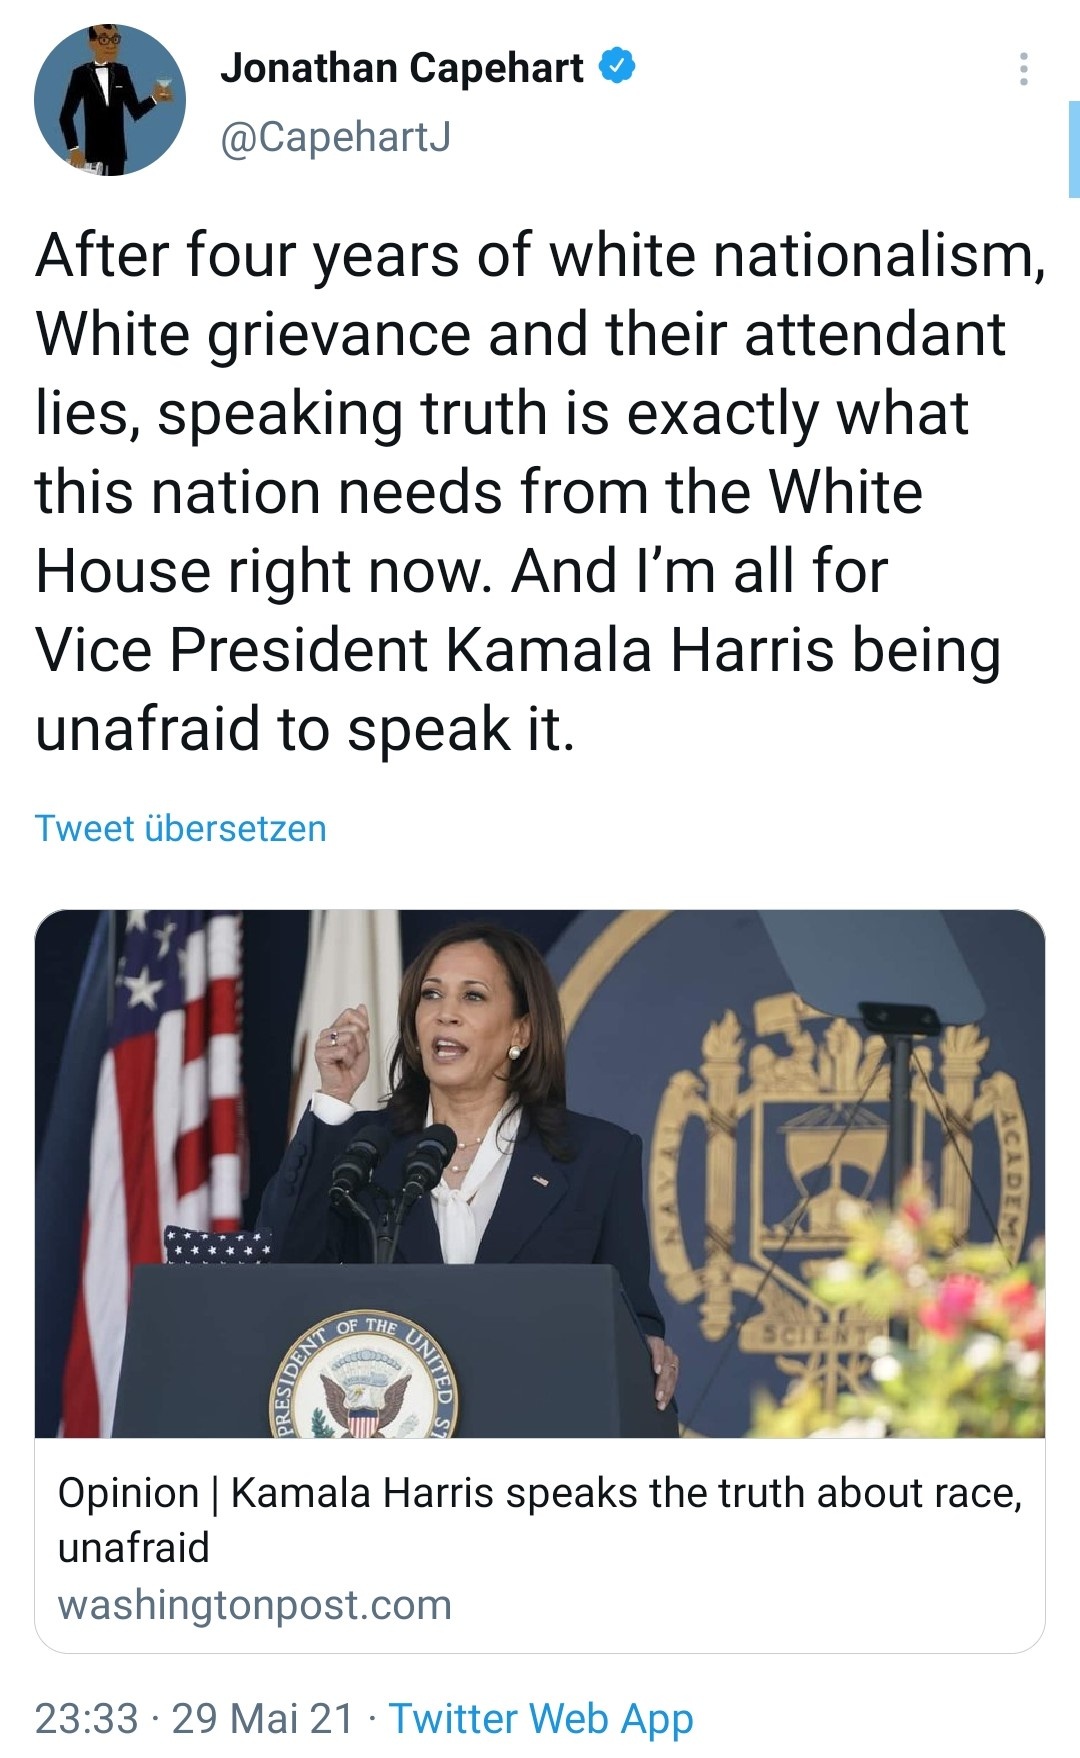 Jonathan Capehart
@CapehartJ
After four years of white nationalism,
White grievance and their attendant
lies, speaking truth is exactly what
this nation needs from the White
House right now. And I’m all for
Vice President Kamala Harris being
unafraid to speak it.
Tweet übersetzen
NAVAL
ACADEM
SCIENT
PRESIDENT OF THE UNITED ST
Opinion | Kamala Harris speaks the truth about race,
unafraid
washingtonpost.com
23:33 · 29 Mai 21 · Twitter Web App